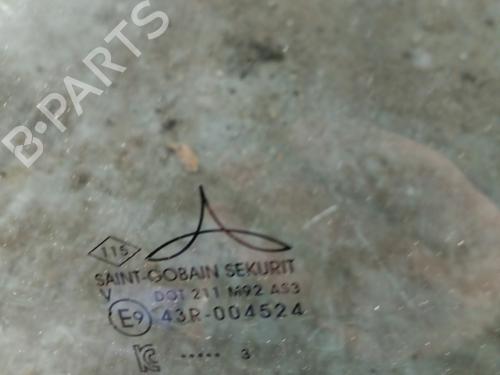 B-PARTS
115
SAINT-GOBAIN SEKURIT
V DOT 211 M92 AS3
E9 43R-004524
..... 3